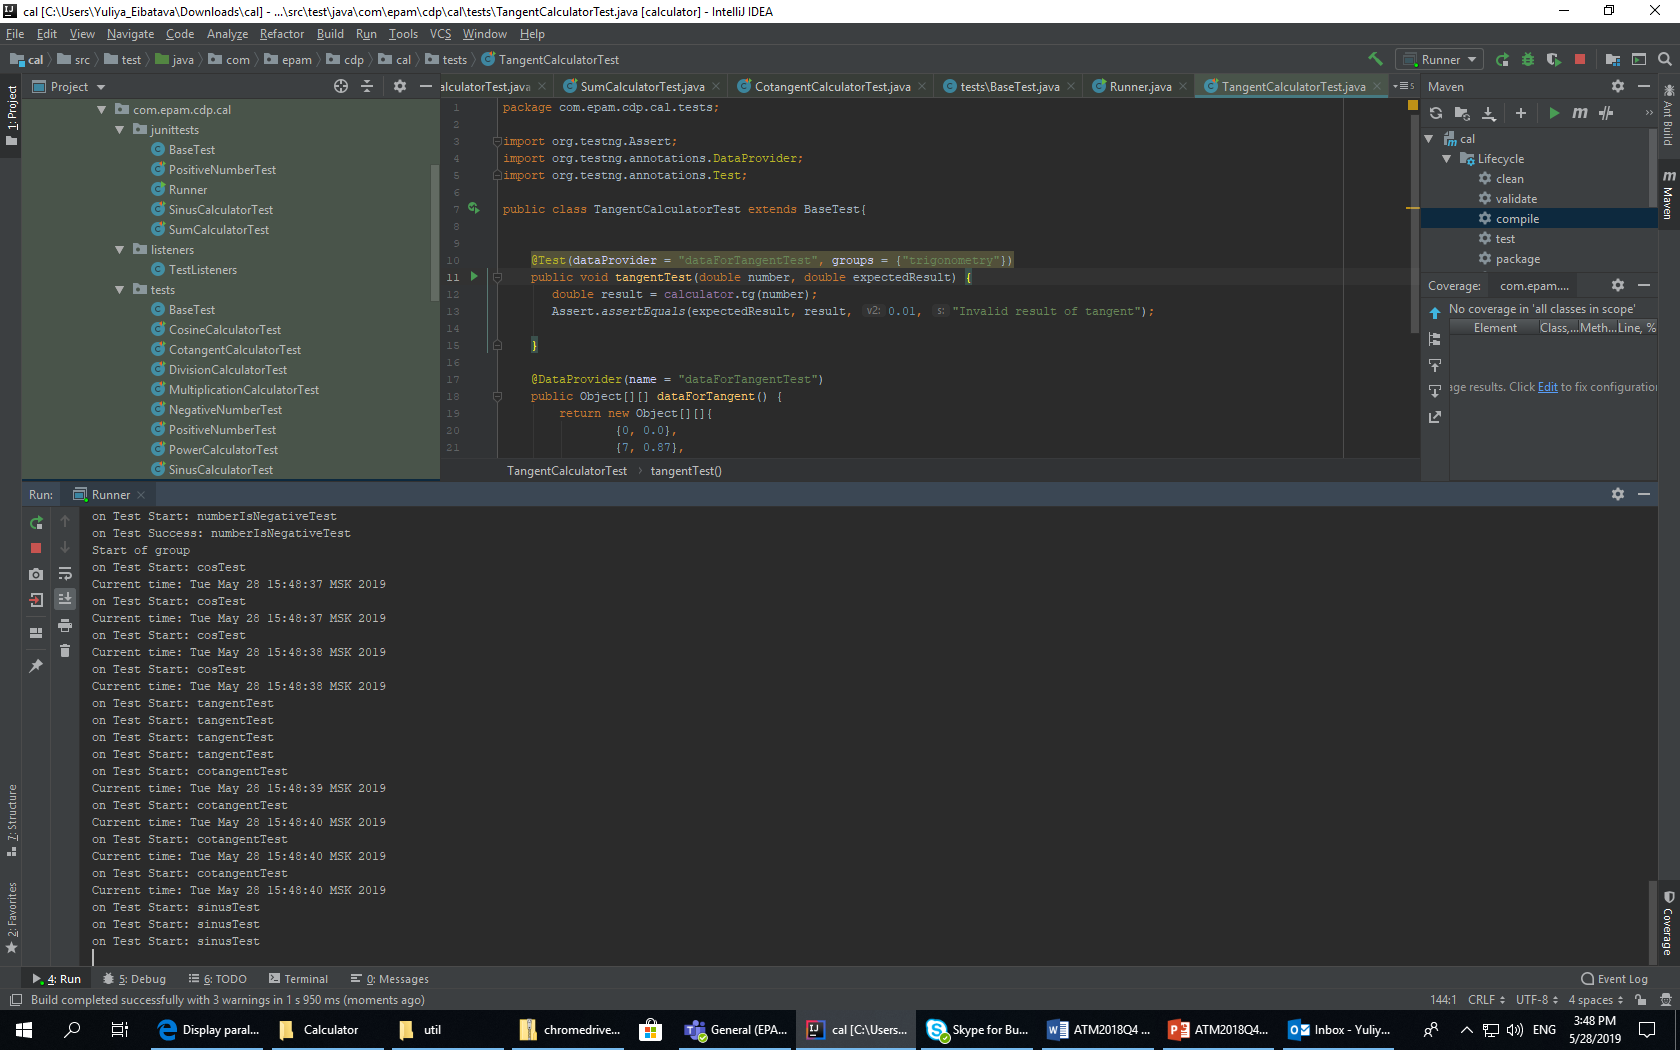 cal [C:\Users\Yuliya_Eibatava\Downloads\cal] - ...\src\test\java\com\epam\cdp\cal\tests\TangentCalculatorTest.java [calculator] - IntelliJ IDEA
File Edit View Navigate Code Analyze Refactor Build Run Tools VCS Window Help
cal src test java com epam cdp cal tests TangentCalculatorTest
Runner
1: Project
Project
com.epam.cdp.cal
junittests
BaseTest
PositiveNumberTest
Runner
SinusCalculatorTest
SumCalculatorTest
listeners
TestListeners
tests
BaseTest
CosineCalculatorTest
CotangentCalculatorTest
DivisionCalculatorTest
MultiplicationCalculatorTest
NegativeNumberTest
PositiveNumberTest
PowerCalculatorTest
SinusCalculatorTest
alculatorTest.java SumCalculatorTest.java CotangentCalculatorTest.java tests\BaseTest.java Runner.java TangentCalculatorTest.java
1 package com.epam.cdp.cal.tests;
2
3 import org.testng.Assert;
4 import org.testng.annotations.DataProvider;
5 import org.testng.annotations.Test;
6
7 public class TangentCalculatorTest extends BaseTest{
8
9
10 @Test(dataProvider = "dataForTangentTest", groups = {"trigonometry"})
11 public void tangentTest(double number, double expectedResult) {
12 double result = calculator.tg(number);
13 Assert.assertEquals(expectedResult, result, v2: 0.01, s: "Invalid result of tangent");
14
15 }
16
17 @DataProvider(name = "dataForTangentTest")
18 public Object[][] dataForTangent() {
19 return new Object[][]{
20 {0, 0.0},
21 {7, 0.87},
TangentCalculatorTest tangentTest()
Maven
cal
Lifecycle
clean
validate
compile
test
package
Coverage: com.epam....
No coverage in 'all classes in scope'
Element Class,... Meth... Line, %
age results. Click Edit to fix configuration
Ant Build
Maven
Coverage
Run: Runner
on Test Start: numberIsNegativeTest
on Test Success: numberIsNegativeTest
Start of group
on Test Start: cosTest
Current time: Tue May 28 15:48:37 MSK 2019
on Test Start: cosTest
Current time: Tue May 28 15:48:37 MSK 2019
on Test Start: cosTest
Current time: Tue May 28 15:48:38 MSK 2019
on Test Start: cosTest
Current time: Tue May 28 15:48:38 MSK 2019
on Test Start: tangentTest
on Test Start: tangentTest
on Test Start: tangentTest
on Test Start: tangentTest
on Test Start: cotangentTest
Current time: Tue May 28 15:48:39 MSK 2019
on Test Start: cotangentTest
Current time: Tue May 28 15:48:40 MSK 2019
on Test Start: cotangentTest
Current time: Tue May 28 15:48:40 MSK 2019
on Test Start: cotangentTest
Current time: Tue May 28 15:48:40 MSK 2019
on Test Start: sinusTest
on Test Start: sinusTest
on Test Start: sinusTest
7: Structure
2: Favorites
4: Run 5: Debug 6: TODO Terminal 0: Messages Event Log
Build completed successfully with 3 warnings in 1 s 950 ms (moments ago) 144:1 CRLF UTF-8 4 spaces
Display paral... Calculator util chromedrive... General (EPA... cal [C:\Users... Skype for Bu... ATM2018Q4 ... ATM2018Q4... Inbox - Yuliy... ENG
3:48 PM
5/28/2019